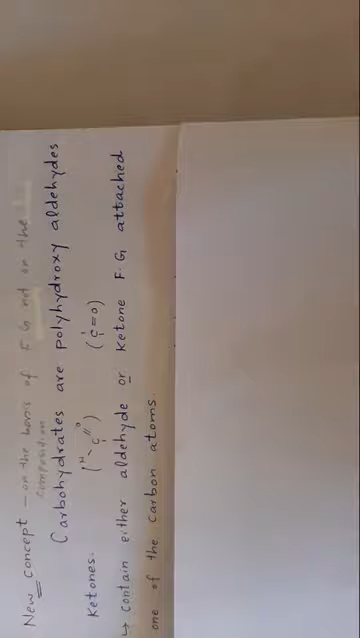 New concept - on the basis of F G not on the
composition
Carbohydrates are polyhydroxy aldehydes
Ketones. (H\C//O) (C=O)
↳ Contain either aldehyde or Ketone F.G attached
one of the carbon atoms.